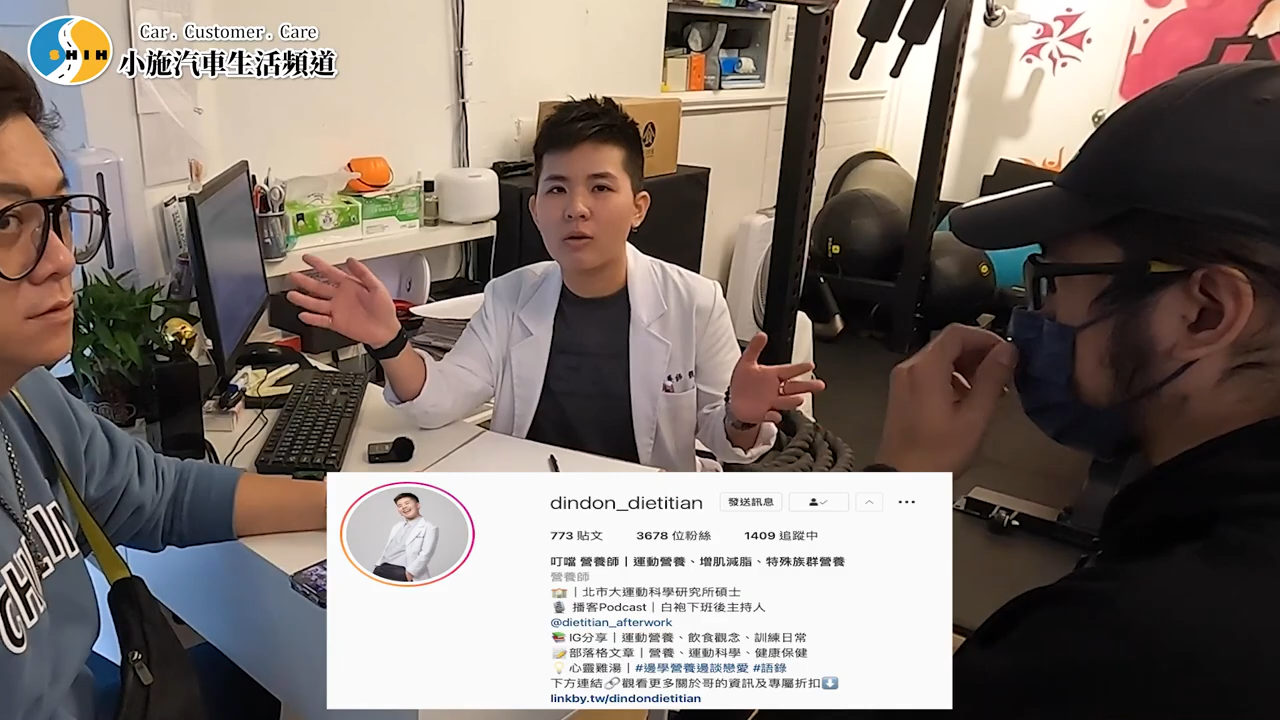 Car. Customer. Care
SHIH
小施汽車生活頻道
dindon_dietitian
發送訊息
773 貼文
3678 位粉絲
1409 追蹤中
叮噹 營養師 | 運動營養、增肌減脂、特殊族群營養
營養師
🏫 | 北市大運動科學研究所碩士
🎙 播客Podcast | 白袍下班後主持人
@dietitian_afterwork
📚IG分享 | 運動營養、飲食觀念、訓練日常
📝部落格文章 | 營養、運動科學、健康保健
💡心靈雞湯 | #邊學營養邊談戀愛 #語錄
下方連結🔗觀看更多關於哥的資訊及專屬折扣⬇️
linkby.tw/dindondietitian